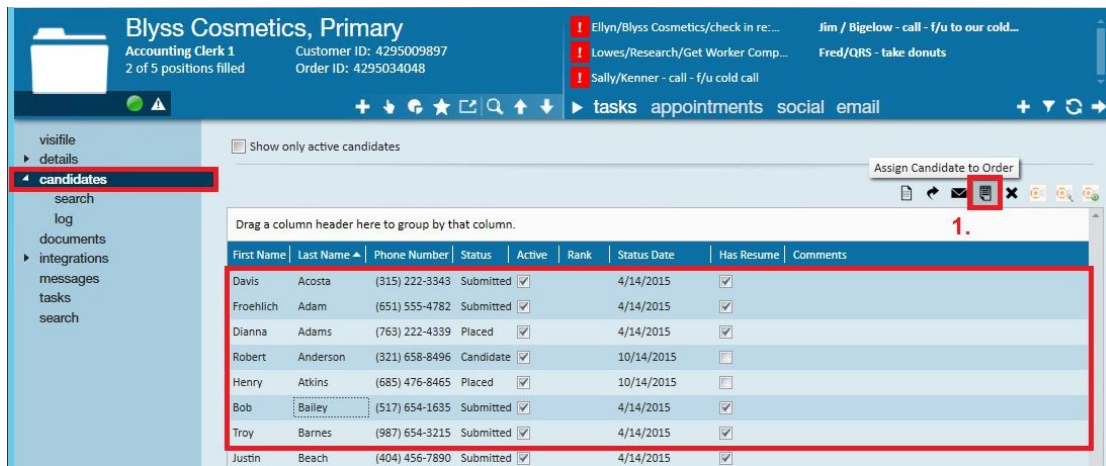 Blyss Cosmetics, Primary
Accounting Clerk 1 Customer ID: 4295009897
2 of 5 positions filled Order ID: 4295034048
! Ellyn/Blyss Cosmetics/check in re:... Jim / Bigelow - call - f/u to our cold...
! Lowes/Research/Get Worker Comp... Fred/QRS - take donuts
! Sally/Kenner - call - f/u cold call
tasks appointments social email
visifile
details
candidates
search
log
documents
integrations
messages
tasks
search
Show only active candidates
Assign Candidate to Order
1.
Drag a column header here to group by that column.
First Name Last Name Phone Number Status Active Rank Status Date Has Resume Comments
Davis Acosta (315) 222-3343 Submitted 4/14/2015
Froehlich Adam (651) 555-4782 Submitted 4/14/2015
Dianna Adams (763) 222-4339 Placed 4/14/2015
Robert Anderson (321) 658-8496 Candidate 10/14/2015
Henry Atkins (685) 476-8465 Placed 10/14/2015
Bob Bailey (517) 654-1635 Submitted 4/14/2015
Troy Barnes (987) 654-3215 Submitted 4/14/2015
Justin Beach (404) 456-7890 Submitted 4/14/2015